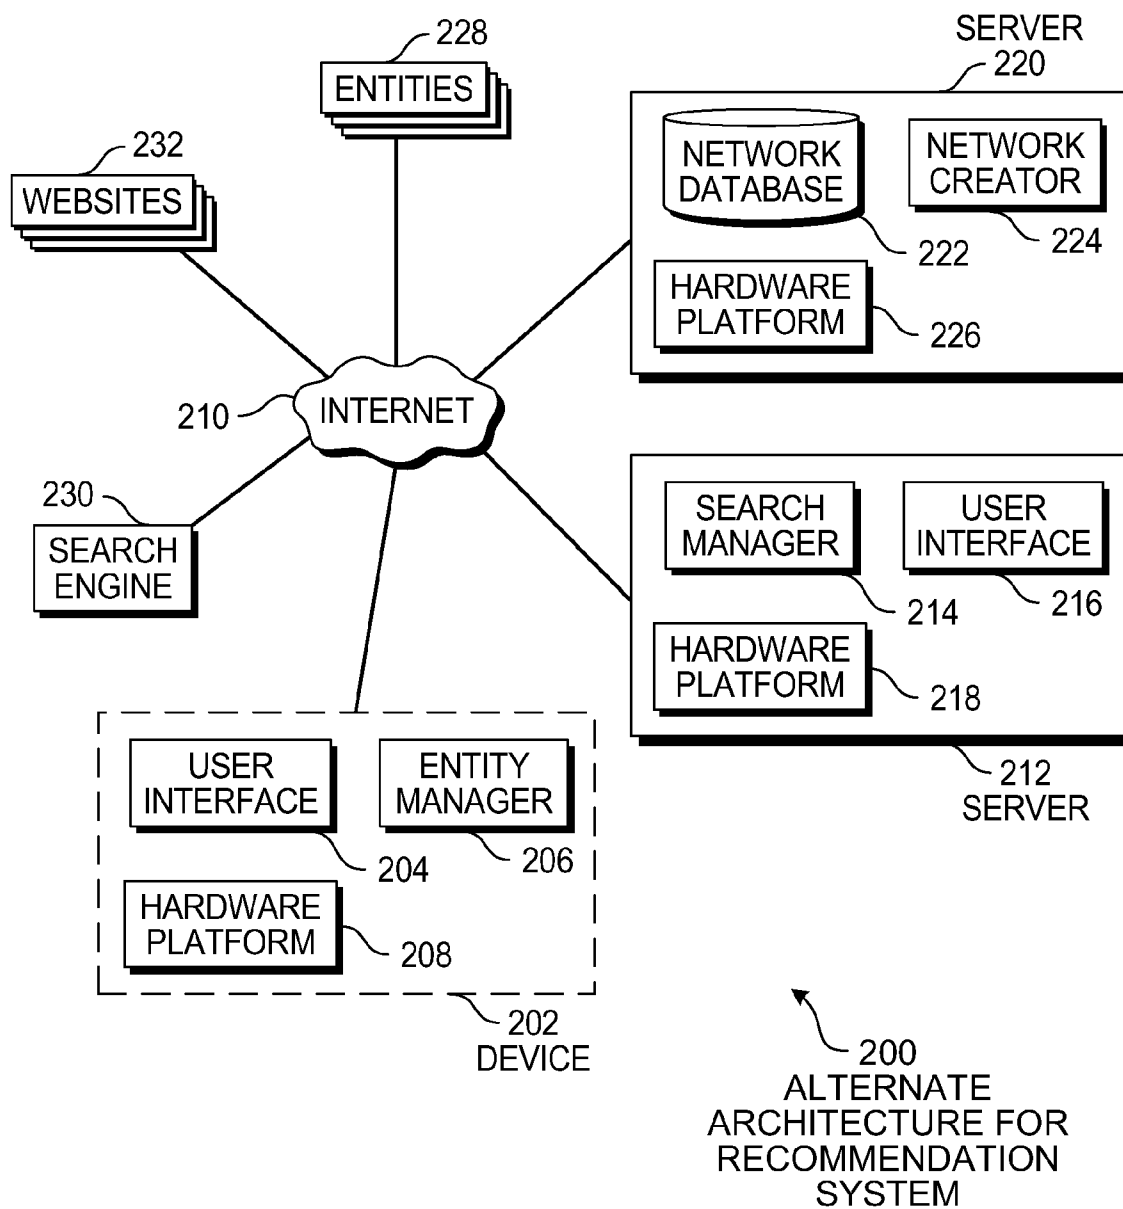 228
ENTITIES
SERVER
220
NETWORK
DATABASE
222
NETWORK
CREATOR
224
HARDWARE
PLATFORM
226
232
WEBSITES
210
INTERNET
230
SEARCH
ENGINE
SEARCH
MANAGER
214
USER
INTERFACE
216
HARDWARE
PLATFORM
218
212
SERVER
USER
INTERFACE
204
ENTITY
MANAGER
206
HARDWARE
PLATFORM
208
202
DEVICE
200
ALTERNATE
ARCHITECTURE FOR
RECOMMENDATION
SYSTEM